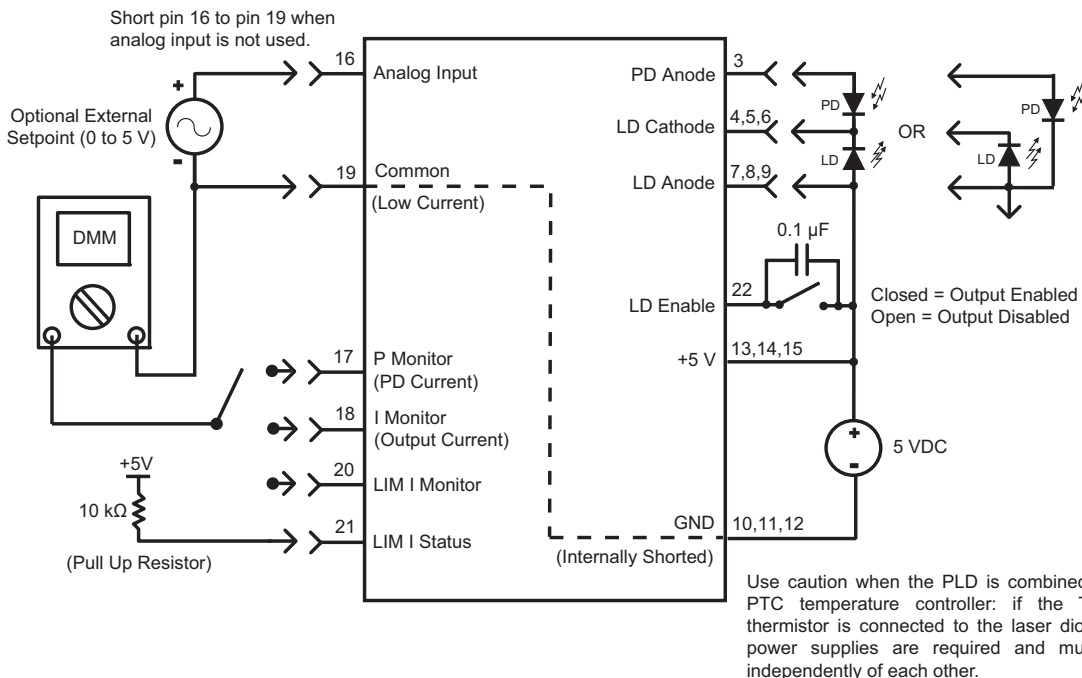 Short pin 16 to pin 19 when
analog input is not used.
16
Analog Input
+
Optional External
Setpoint (0 to 5 V)
-
19
Common
(Low Current)
DMM
17
P Monitor
(PD Current)
18
I Monitor
(Output Current)
+5V
20
LIM I Monitor
10 kΩ
21
LIM I Status
(Pull Up Resistor)
PD Anode
3
PD
LD Cathode
4,5,6
LD
LD Anode
7,8,9
OR
PD
LD
0.1 µF
LD Enable
22
Closed = Output Enabled
Open = Output Disabled
+5 V
13,14,15
+
5 VDC
-
GND
10,11,12
(Internally Shorted)
Use caution when the PLD is combined
PTC temperature controller: if the
thermistor is connected to the laser
power supplies are required and
independently of each other.